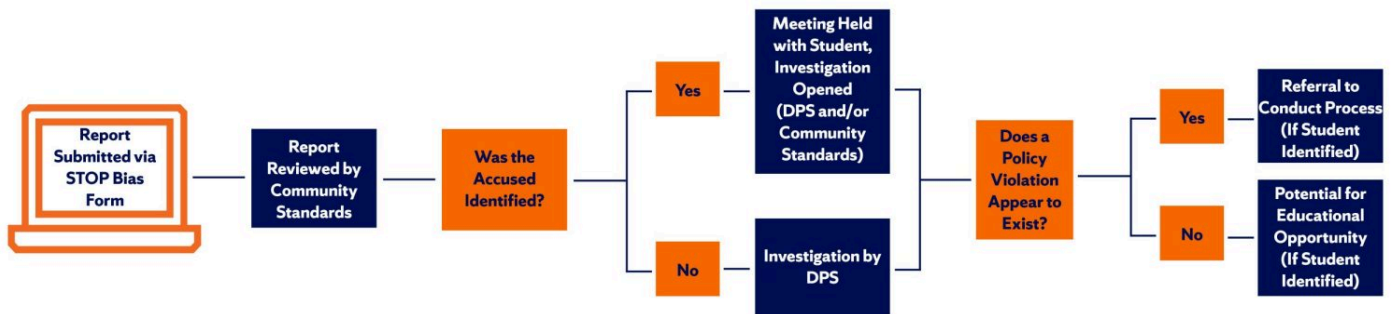 Report
Submitted via
STOP Bias
Form
Report
Reviewed by
Community
Standards
Was the
Accused
Identified?
Yes
Meeting Held
with Student,
Investigation
Opened
(DPS and/or
Community
Standards)
No
Investigation by
DPS
Does a
Policy
Violation
Appear to
Exist?
Yes
Referral to
Conduct Process
(If Student
Identified)
No
Potential for
Educational
Opportunity
(If Student
Identified)